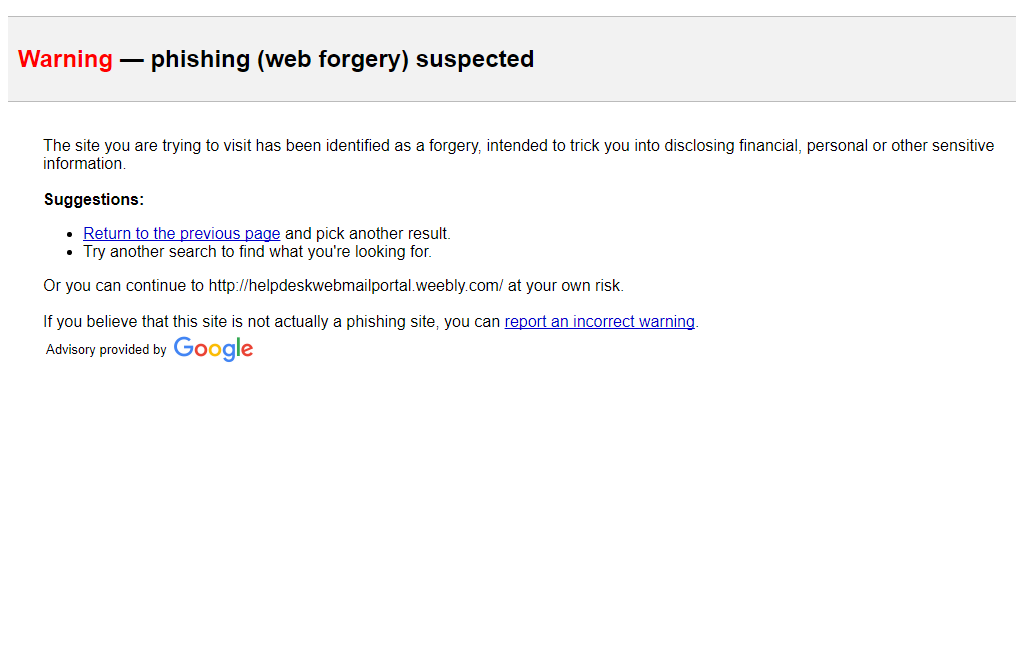 Warning — phishing (web forgery) suspected
The site you are trying to visit has been identified as a forgery, intended to trick you into disclosing financial, personal or other sensitive
information.
Suggestions:
• Return to the previous page and pick another result.
• Try another search to find what you're looking for.
Or you can continue to http://helpdeskwebmailportal.weebly.com/ at your own risk.
If you believe that this site is not actually a phishing site, you can report an incorrect warning.
Advisory provided by Google